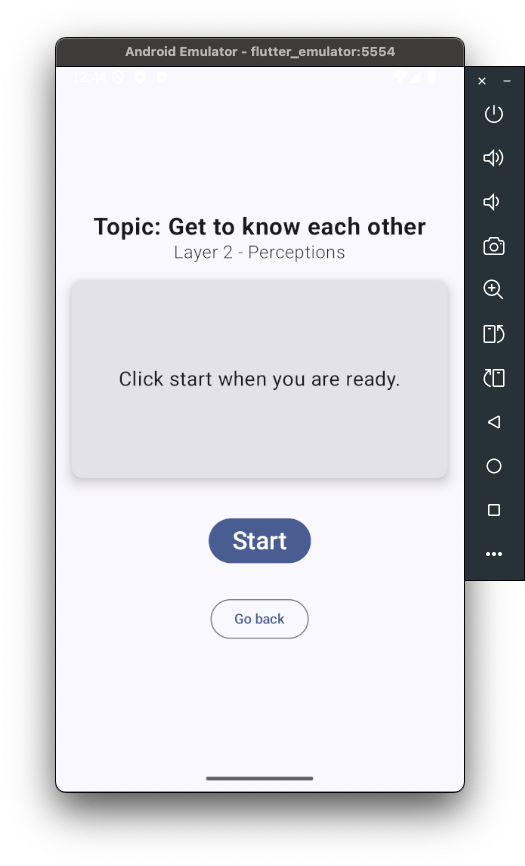 Android Emulator - flutter_emulator:5554
12:44
Topic: Get to know each other
Layer 2 - Perceptions
Click start when you are ready.
Start
Go back